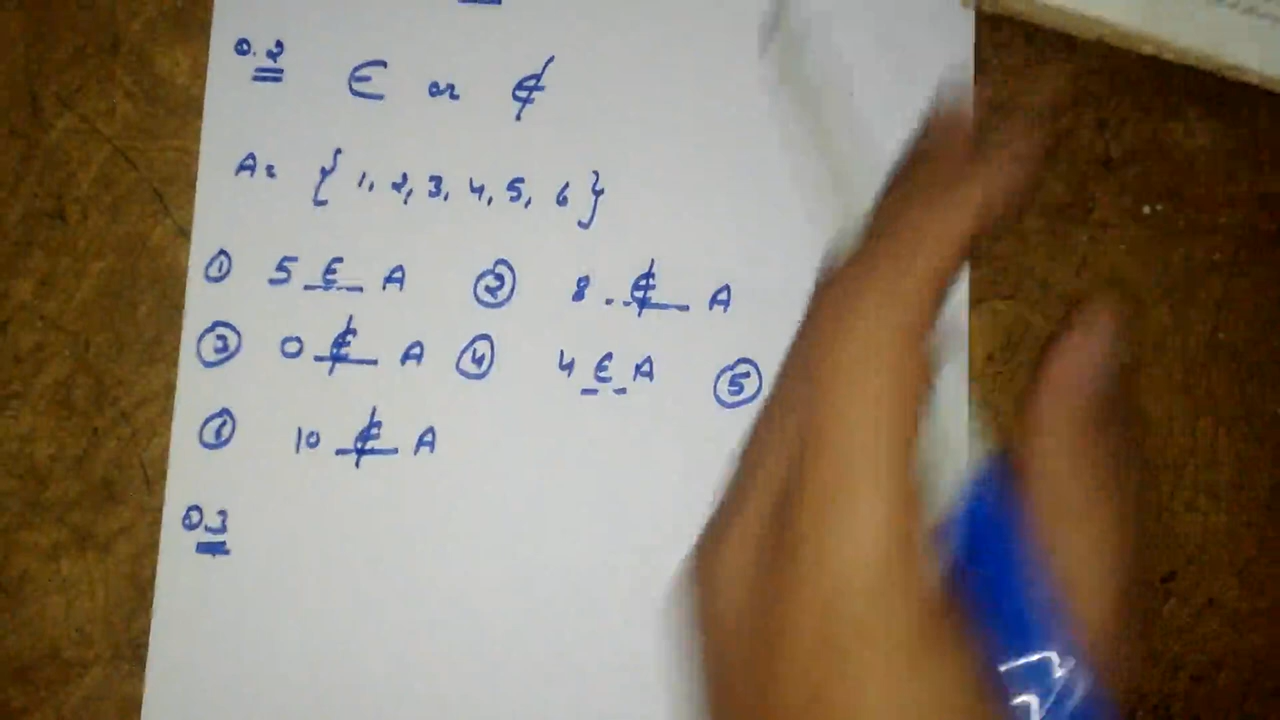 Q.2 ∈ or ∉
A= { 1, 2, 3, 4, 5, 6 }
① 5 ∈ A ② 8 ∉ A
③ 0 ∉ A ④ 4 ∈ A ⑤
⑥ 10 ∉ A
Q.3